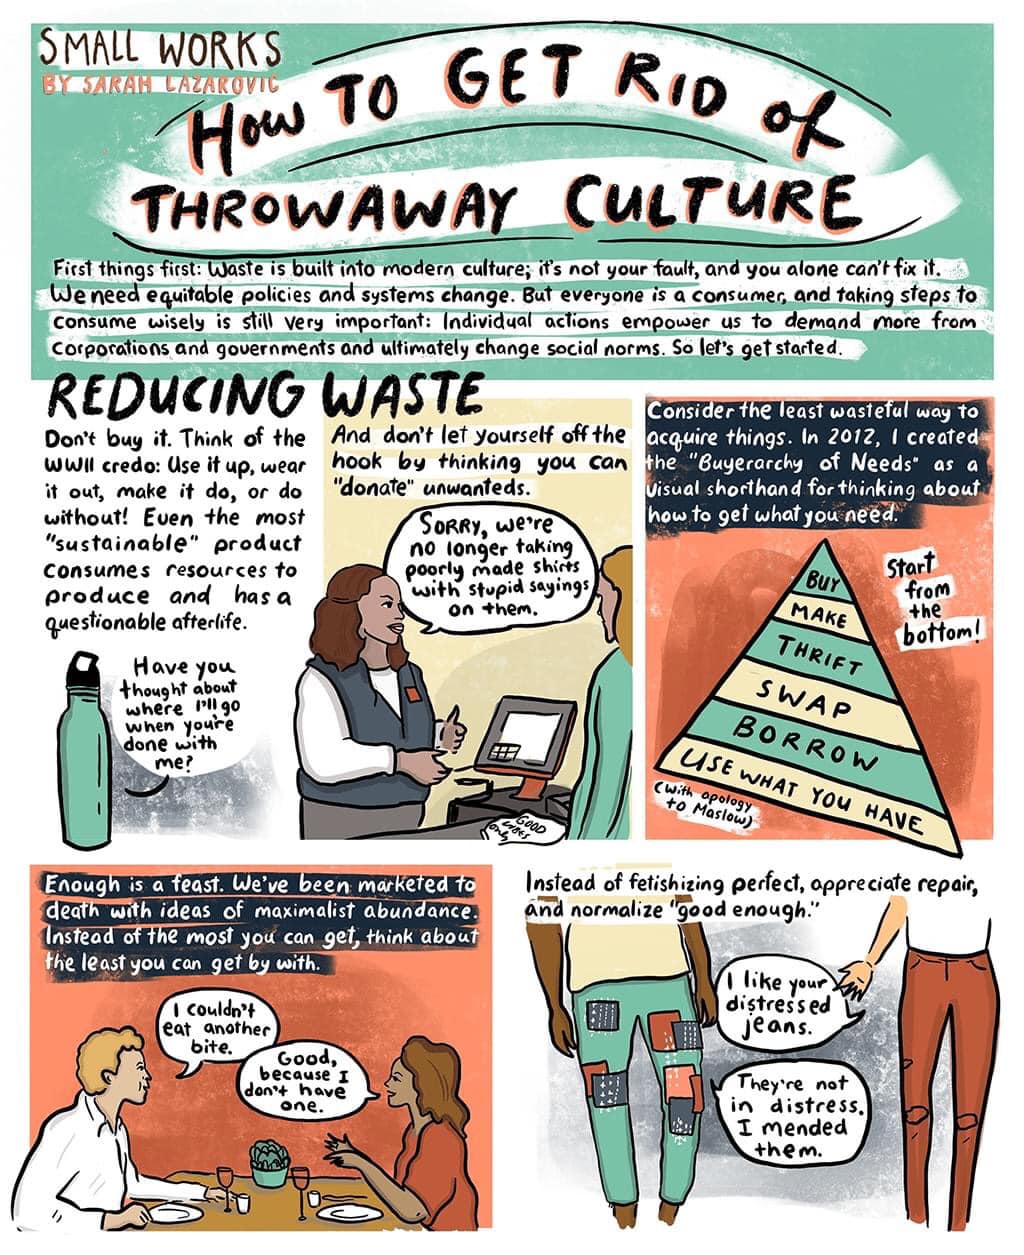 SMALL WORKS
BY SARAH LAZAROVIC
How TO GET RID of
THROWAWAY CULTURE
First things first: Waste is built into modern culture; it's not your fault, and you alone can't fix it.
We need equitable policies and systems change. But everyone is a consumer, and taking steps to
consume wisely is still very important: Individual actions empower us to demand more from
corporations and governments and ultimately change social norms. So let's get started.
REDUCING WASTE
Don't buy it. Think of the
WWII credo: Use it up, wear
it out, make it do, or do
without! Even the most
"sustainable" product
consumes resources to
produce and has a
questionable afterlife.
Have you
thought about
where I'll go
when you're
done with
me?
And don't let yourself off the
hook by thinking you can
"donate" unwanteds.
SORRY, we're
no longer taking
poorly made shirts
with stupid sayings
on them.
GOOD
only
Consider the least wasteful way to
acquire things. In 2012, I created
the "Buyerarchy of Needs" as a
visual shorthand for thinking about
how to get what you need.
BUY
MAKE
THRIFT
SWAP
BORROW
USE WHAT YOU HAVE
Start
from
the
bottom!
(With apology
to Maslow)
Enough is a feast. We've been marketed to
death with ideas of maximalist abundance.
Instead of the most you can get, think about
the least you can get by with.
I couldn't
eat another
bite.
Good,
because I
don't have
one.
Instead of fetishizing perfect, appreciate repair,
and normalize "good enough."
I like your
distressed
jeans.
They're not
in distress.
I mended
them.